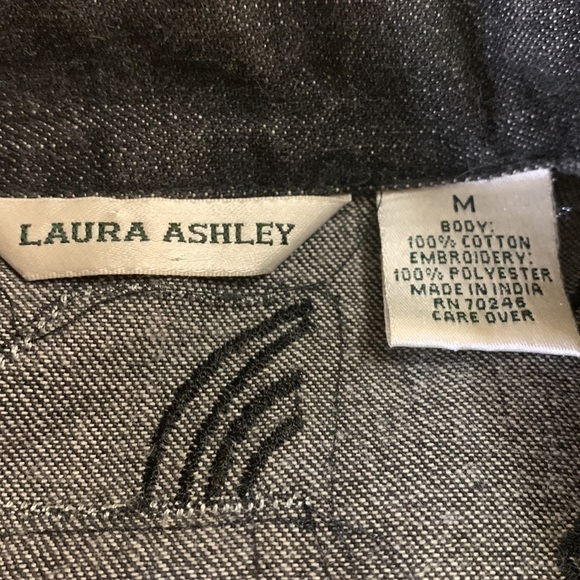 LAURA ASHLEY
M
BODY:
100% COTTON
EMBROIDERY:
100% POLYESTER
MADE IN INDIA
RN 70246
CARE OVER